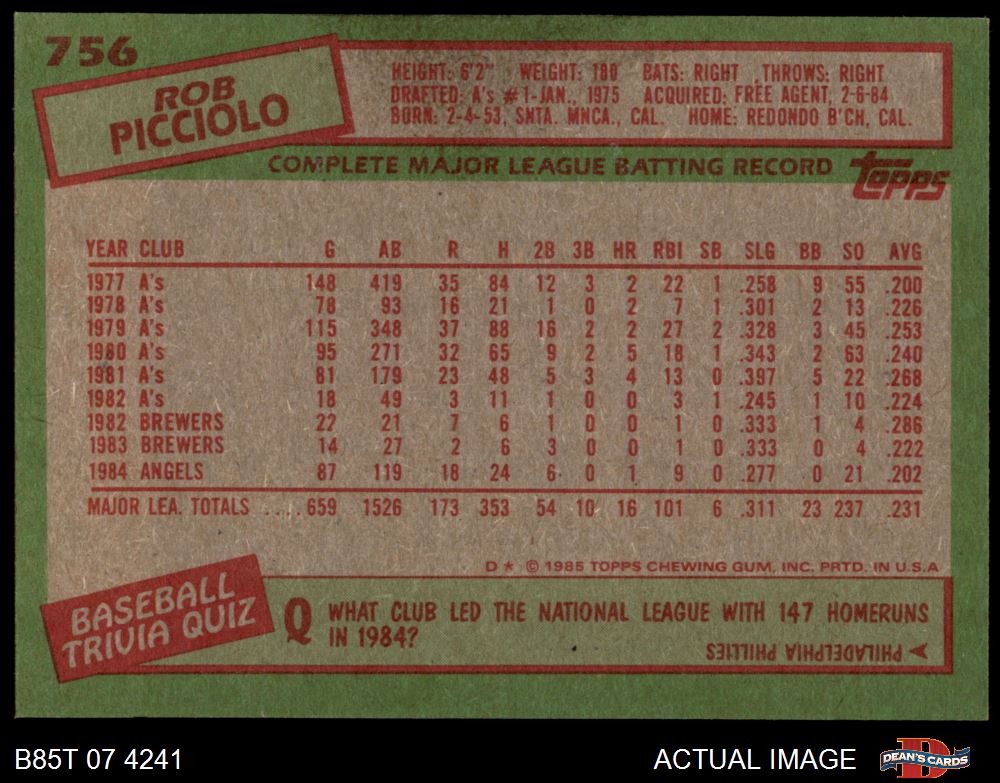 756
ROB
PICCIOLO
HEIGHT: 6'2" WEIGHT: 180 BATS: RIGHT THROWS: RIGHT
DRAFTED: A's #1-JAN., 1975 ACQUIRED: FREE AGENT, 2-6-84
BORN: 2-4-53, SNTA. MNCA., CAL. HOME: REDONDO B'CH, CAL.
COMPLETE MAJOR LEAGUE BATTING RECORD
topps
YEAR CLUB G AB R H 2B 3B HR RBI SB SLG BB SO AVG
1977 A's 148 419 35 84 12 3 2 22 1 .258 9 55 .200
1978 A's 78 93 16 21 1 0 2 7 1 .301 2 13 .226
1979 A's 115 348 37 88 16 2 2 27 2 .328 3 45 .253
1980 A's 95 271 32 65 9 2 5 18 1 .343 2 63 .240
1981 A's 81 179 23 48 5 3 4 13 0 .397 5 22 .268
1982 A's 18 49 3 11 1 0 0 3 1 .245 1 10 .224
1982 BREWERS 22 21 7 6 1 0 0 1 0 .333 1 4 .286
1983 BREWERS 14 27 2 6 3 0 0 1 0 .333 0 4 .222
1984 ANGELS 87 119 18 24 6 0 1 9 0 .277 0 21 .202
MAJOR LEA. TOTALS ....659 1526 173 353 54 10 16 101 6 .311 23 237 .231
D* © 1985 TOPPS CHEWING GUM, INC. PRTD. IN U.S.A
BASEBALL
TRIVIA QUIZ
Q WHAT CLUB LED THE NATIONAL LEAGUE WITH 147 HOMERUNS
IN 1984?
PHILADELPHIA PHILLIES
B85T 07 4241
ACTUAL IMAGE
D
DEAN'S CARDS